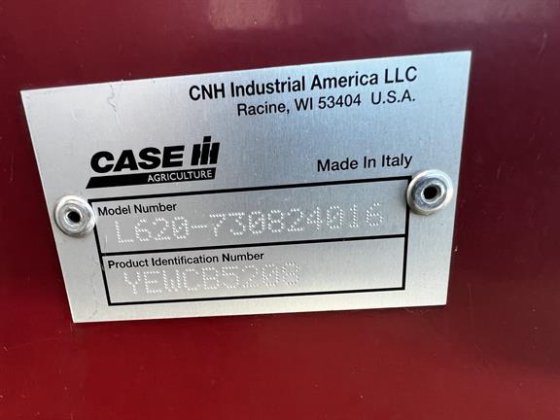 CNH Industrial America LLC
Racine, WI 53404 U.S.A.
CASE IH
AGRICULTURE
Made In Italy
Model Number
L620-730824016
Product Identification Number
YEWCB5208